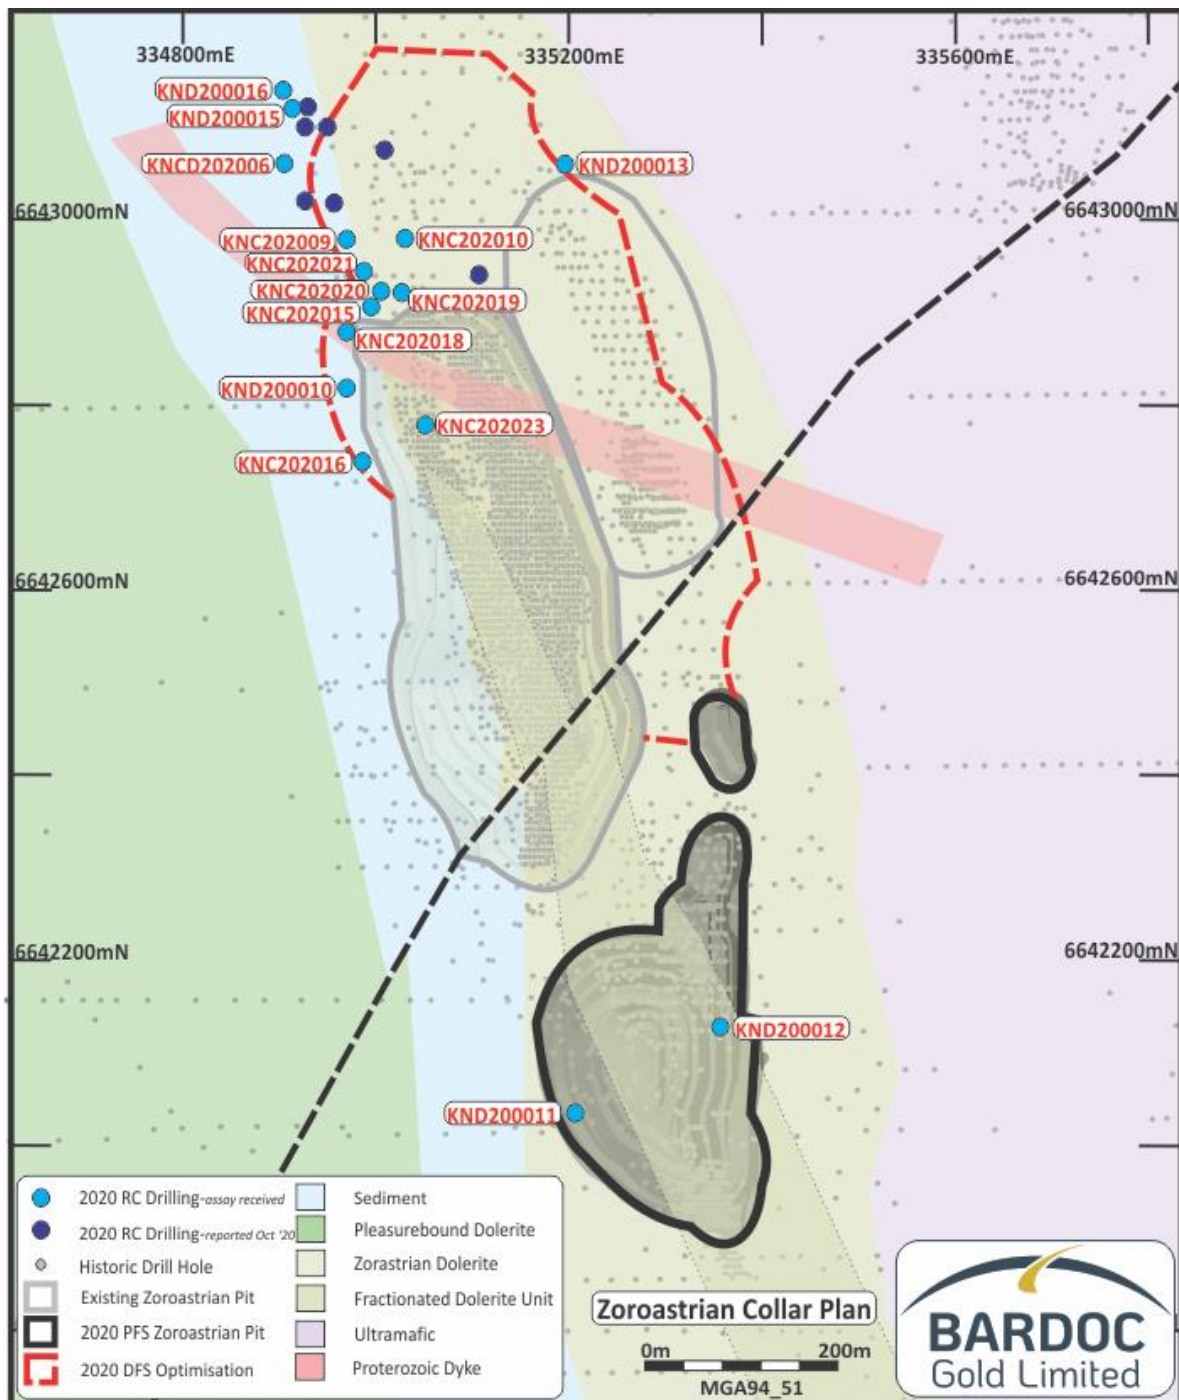 334800mE
335200mE
335600mE
KND200016
KND200015
KNCD202006
KND200013
6643000mN
6643000mN
KNC202009
KNC202010
KNC202021
KNC202020
KNC202019
KNC202015
KNC202018
KND200010
KNC202023
KNC202016
6642600mN
6642600mN
6642200mN
6642200mN
KND200012
KND200011
2020 RC Drilling-assay received
2020 RC Drilling-reported Oct '20
Historic Drill Hole
Existing Zoroastrian Pit
2020 PFS Zoroastrian Pit
2020 DFS Optimisation
Sediment
Pleasurebound Dolerite
Zorastrian Dolerite
Fractionated Dolerite Unit
Ultramafic
Proterozoic Dyke
Zoroastrian Collar Plan
0m 200m
MGA94_51
BARDOC
Gold Limited